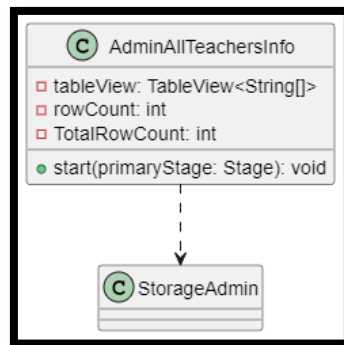 C AdminAllTeachersInfo
tableView: TableView<String[]>
rowCount: int
TotalRowCount: int
start(primaryStage: Stage): void
C StorageAdmin